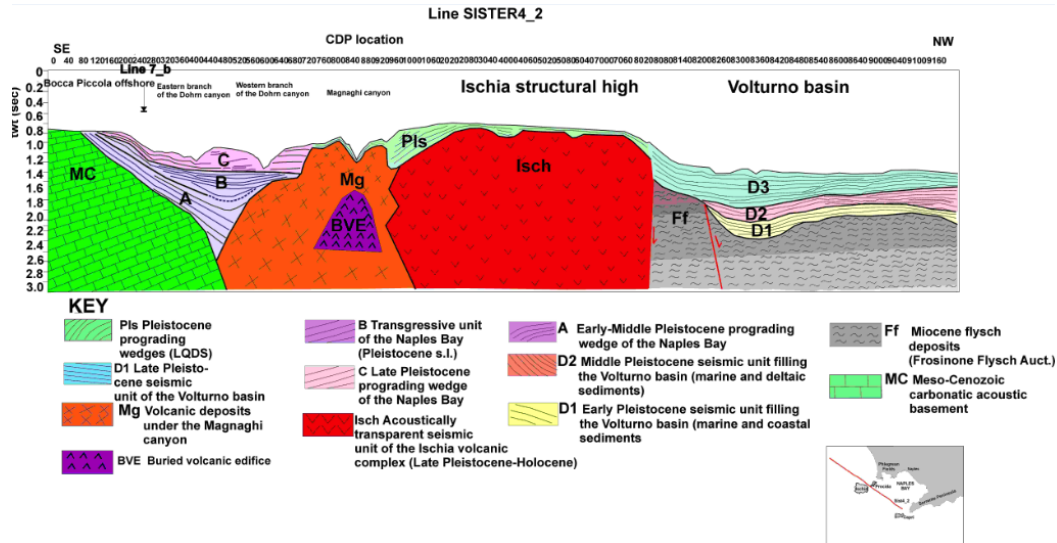 Line SISTER4_2
CDP location
SE
NW
Line 7_b
Bocca Piccola offshore
Eastern branch
of the Dohrn canyon
Western branch
of the Dohrn canyon
Magnaghi canyon
Ischia structural high
Volturno basin
twt (sec)
0
0.2
0.4
0.6
0.8
1.0
1.2
1.4
1.6
1.8
2.0
2.2
2.4
2.6
2.8
3.0
MC
A
B
C
Mg
BVE
Pls
Isch
Ff
D3
D2
D1
KEY
Pls Pleistocene
prograding
wedges (LQDS)
D1 Late Pleisto-
cene seismic
unit of the Volturno basin
Mg Volcanic deposits
under the Magnaghi
canyon
BVE Buried volcanic edifice
B Transgressive unit
of the Naples Bay
(Pleistocene s.l.)
C Late Pleistocene
prograding wedge
of the Naples Bay
Isch Acoustically
transparent seismic
unit of the Ischia volcanic
complex (Late Pleistocene-Holocene)
A Early-Middle Pleistocene prograding
wedge of the Naples Bay
D2 Middle Pleistocene seismic unit filling
the Volturno basin (marine and deltaic
sediments)
D1 Early Pleistocene seismic unit filling
the Volturno basin (marine and coastal
sediments
Ff Miocene flysch
deposits
(Frosinone Flysch Auct.)
MC Meso-Cenozoic
carbonatic acoustic
basement
NAPLES
BAY